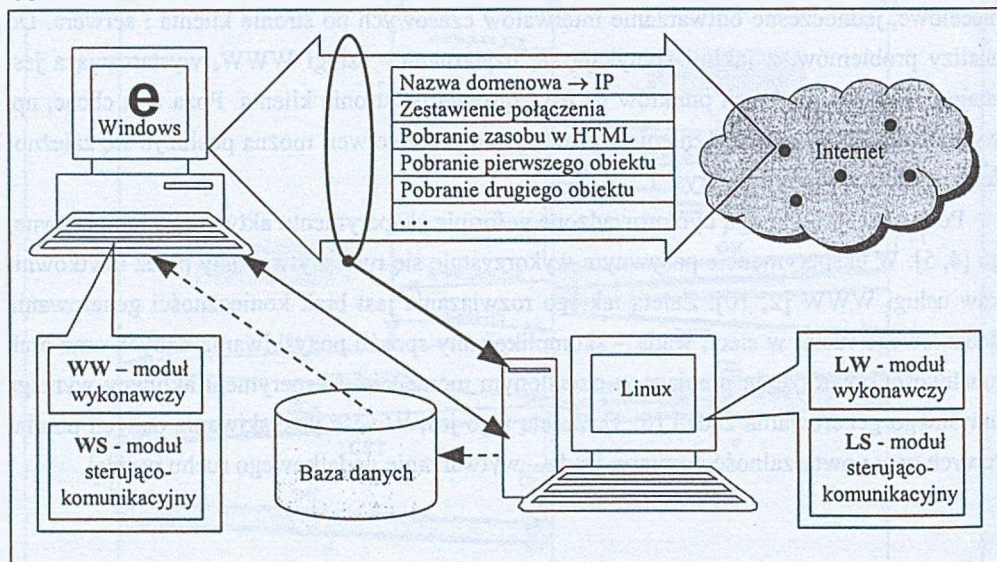 e
Windows
Nazwa domenowa → IP
Zestawienie połączenia
Pobranie zasobu w HTML
Pobranie pierwszego obiektu
Pobranie drugiego obiektu
. . .
Internet
WW – moduł
wykonawczy
WS - moduł
sterująco-
komunikacyjny
Baza danych
Linux
LW - moduł
wykonawczy
LS - moduł
sterująco-
komunikacyjny